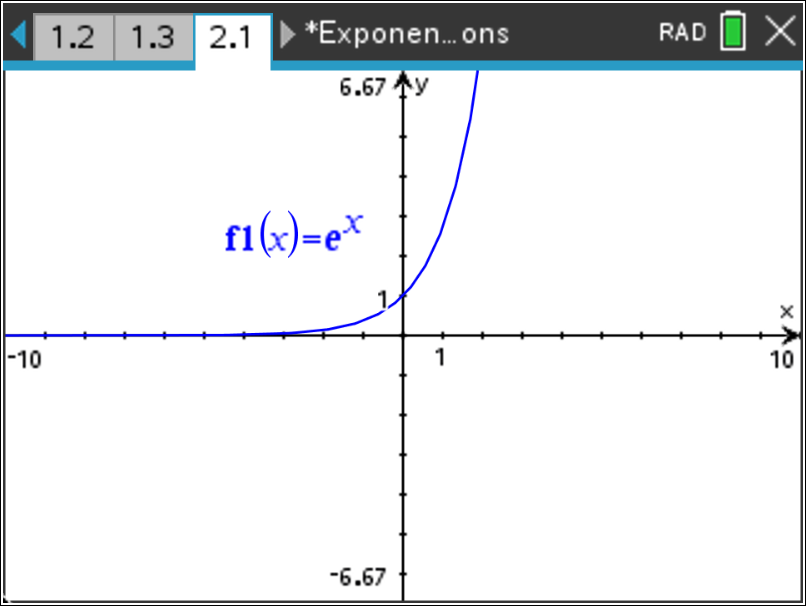 1.2 1.3 2.1 *Exponen...ons RAD
6.67 y
f1(x)=e^x
1
x
-10 1 10
-6.67